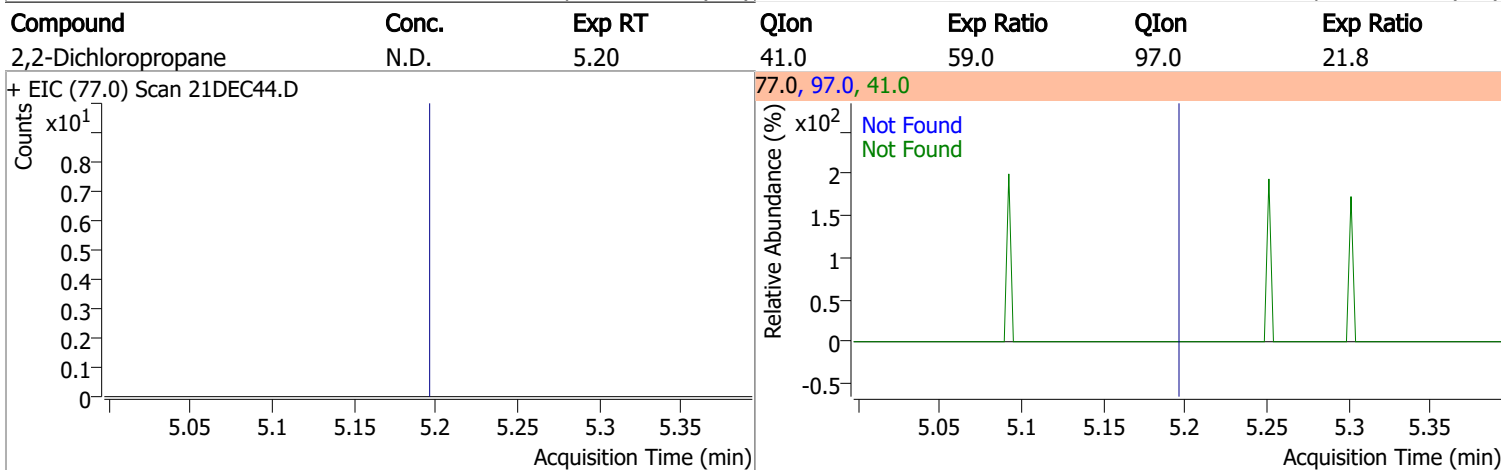 Compound Conc. Exp RT QIon Exp Ratio QIon Exp Ratio
2,2-Dichloropropane N.D. 5.20 41.0 59.0 97.0 21.8
+ EIC (77.0) Scan 21DEC44.D
Counts
x10¹
0.8
0.7
0.6
0.5
0.4
0.3
0.2
0.1
0
5.05 5.1 5.15 5.2 5.25 5.3 5.35
Acquisition Time (min)
77.0, 97.0, 41.0
Relative Abundance (%)
x10²
Not Found
Not Found
2
1.5
1
0.5
0
-0.5
5.05 5.1 5.15 5.2 5.25 5.3 5.35
Acquisition Time (min)